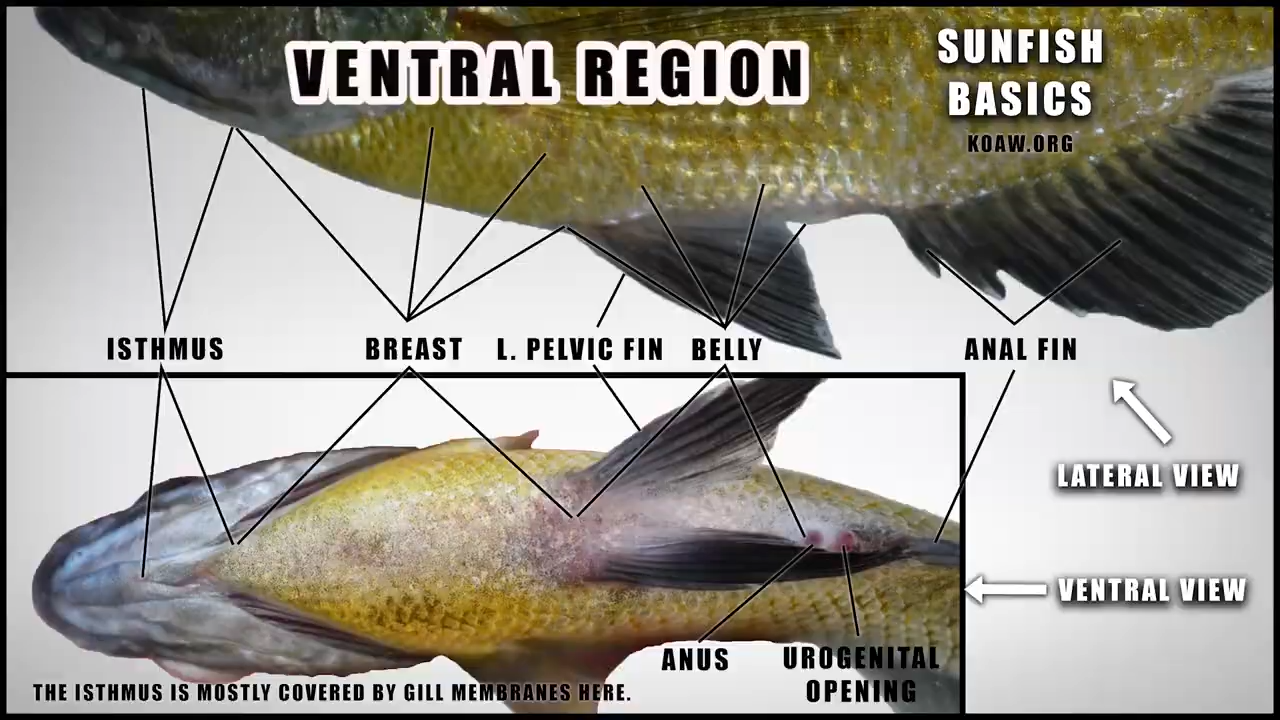 VENTRAL REGION
SUNFISH
BASICS
KOAW.ORG
ISTHMUS
BREAST
L. PELVIC FIN
BELLY
ANAL FIN
LATERAL VIEW
VENTRAL VIEW
ANUS
UROGENITAL
OPENING
THE ISTHMUS IS MOSTLY COVERED BY GILL MEMBRANES HERE.